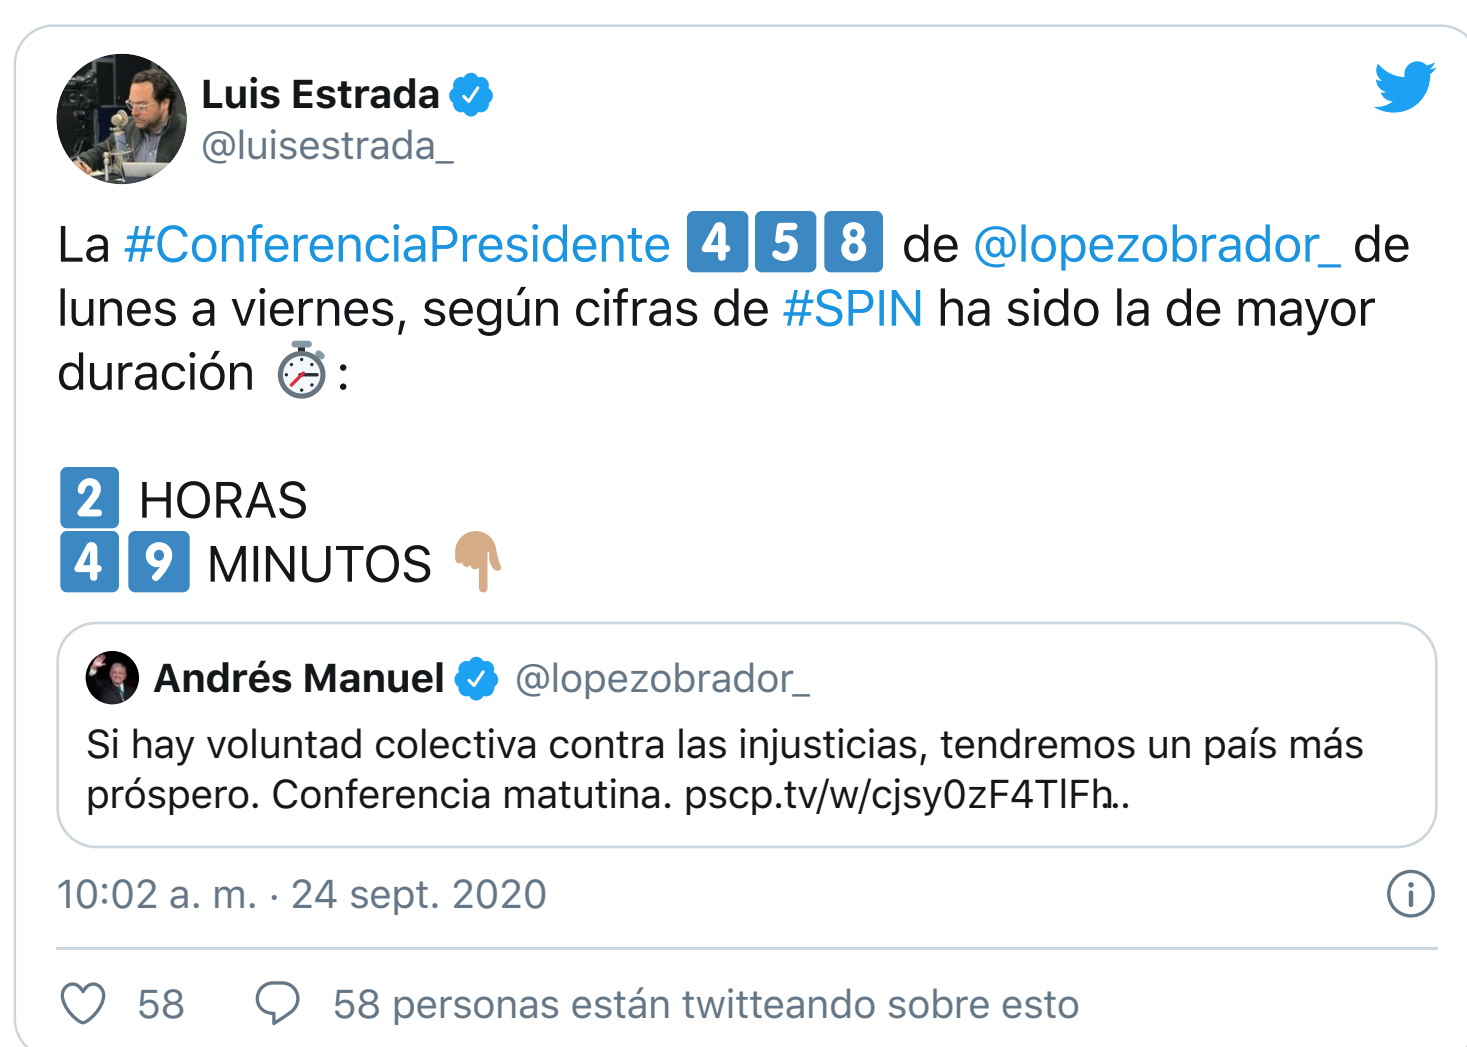 Luis Estrada
@luisestrada_
La #ConferenciaPresidente 4️⃣5️⃣8️⃣ de @lopezobrador_ de
lunes a viernes, según cifras de #SPIN ha sido la de mayor
duración ⏱:
2️⃣ HORAS
4️⃣9️⃣ MINUTOS 👇🏽
Andrés Manuel @lopezobrador_
Si hay voluntad colectiva contra las injusticias, tendremos un país más
próspero. Conferencia matutina. pscp.tv/w/cjsy0zF4TlFh…
10:02 a. m. · 24 sept. 2020
58 58 personas están twitteando sobre esto